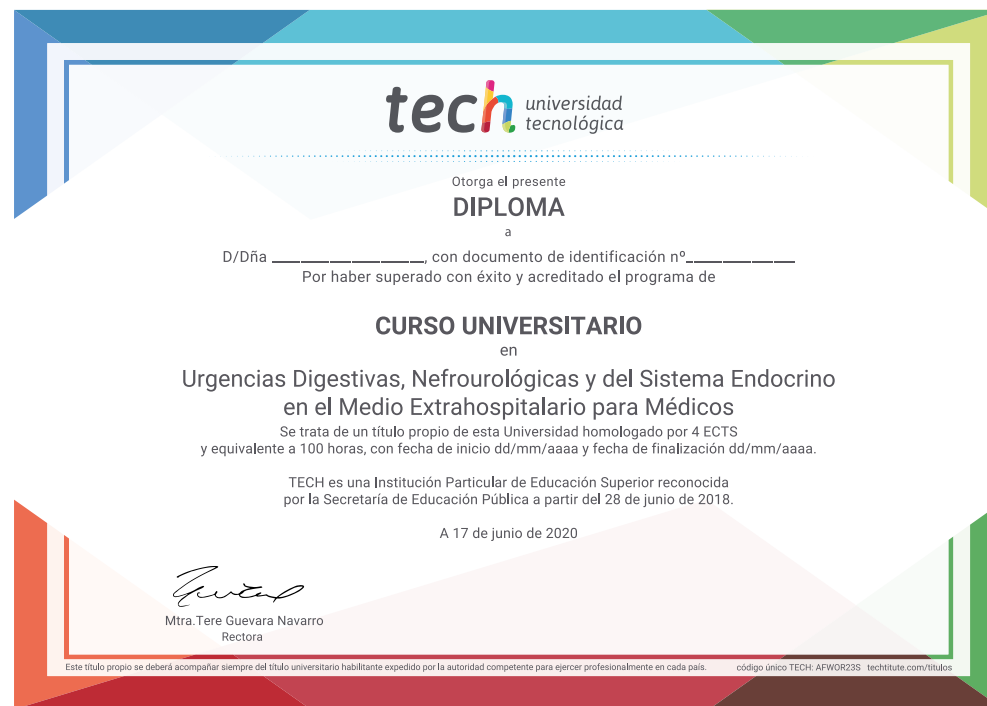 tech universidad
tecnológica
Otorga el presente
DIPLOMA
a
D/Dña ________________, con documento de identificación nº____________
Por haber superado con éxito y acreditado el programa de
CURSO UNIVERSITARIO
en
Urgencias Digestivas, Nefrourológicas y del Sistema Endocrino
en el Medio Extrahospitalario para Médicos
Se trata de un título propio de esta Universidad homologado por 4 ECTS
y equivalente a 100 horas, con fecha de inicio dd/mm/aaaa y fecha de finalización dd/mm/aaaa.
TECH es una Institución Particular de Educación Superior reconocida
por la Secretaría de Educación Pública a partir del 28 de junio de 2018.
A 17 de junio de 2020
Mtra.Tere Guevara Navarro
Rectora
Este título propio se deberá acompañar siempre del título universitario habilitante expedido por la autoridad competente para ejercer profesionalmente en cada país. código único TECH: AFWOR23S techtitute.com/titulos